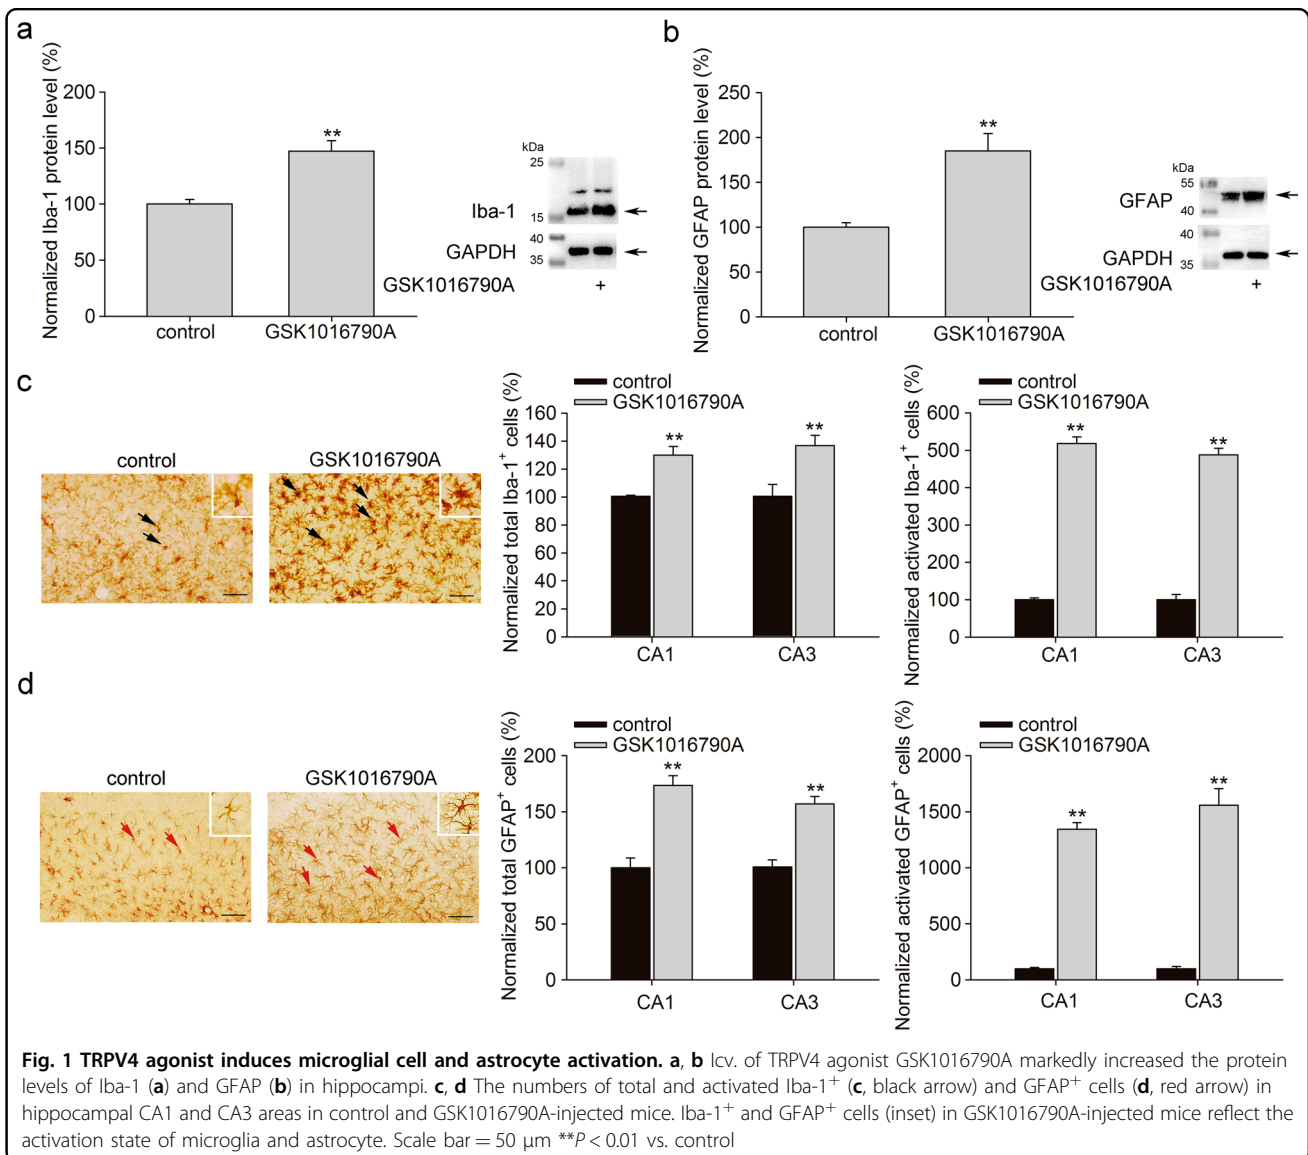 a
Normalized Iba-1 protein level (%)
200
150
100
50
0
**
control
GSK1016790A
kDa
25
15
40
35
Iba-1
GAPDH
GSK1016790A
+
b
Normalized GFAP protein level (%)
250
200
150
100
50
0
**
control
GSK1016790A
kDa
55
40
40
35
GFAP
GAPDH
GSK1016790A
+
c
control
GSK1016790A
control
GSK1016790A
Normalized total Iba-1+ cells (%)
160
140
120
100
80
60
40
20
0
**
**
CA1
CA3
control
GSK1016790A
Normalized activated Iba-1+ cells (%)
600
500
400
300
200
100
0
**
**
CA1
CA3
d
control
GSK1016790A
control
GSK1016790A
Normalized total GFAP+ cells (%)
200
150
100
50
0
**
**
CA1
CA3
control
GSK1016790A
Normalized activated GFAP+ cells (%)
2000
1500
1000
500
0
**
**
CA1
CA3
Fig. 1 TRPV4 agonist induces microglial cell and astrocyte activation. a, b Icv. of TRPV4 agonist GSK1016790A markedly increased the protein
levels of Iba-1 (a) and GFAP (b) in hippocampi. c, d The numbers of total and activated Iba-1+ (c, black arrow) and GFAP+ cells (d, red arrow) in
hippocampal CA1 and CA3 areas in control and GSK1016790A-injected mice. Iba-1+ and GFAP+ cells (inset) in GSK1016790A-injected mice reflect the
activation state of microglia and astrocyte. Scale bar = 50 μm **P < 0.01 vs. control